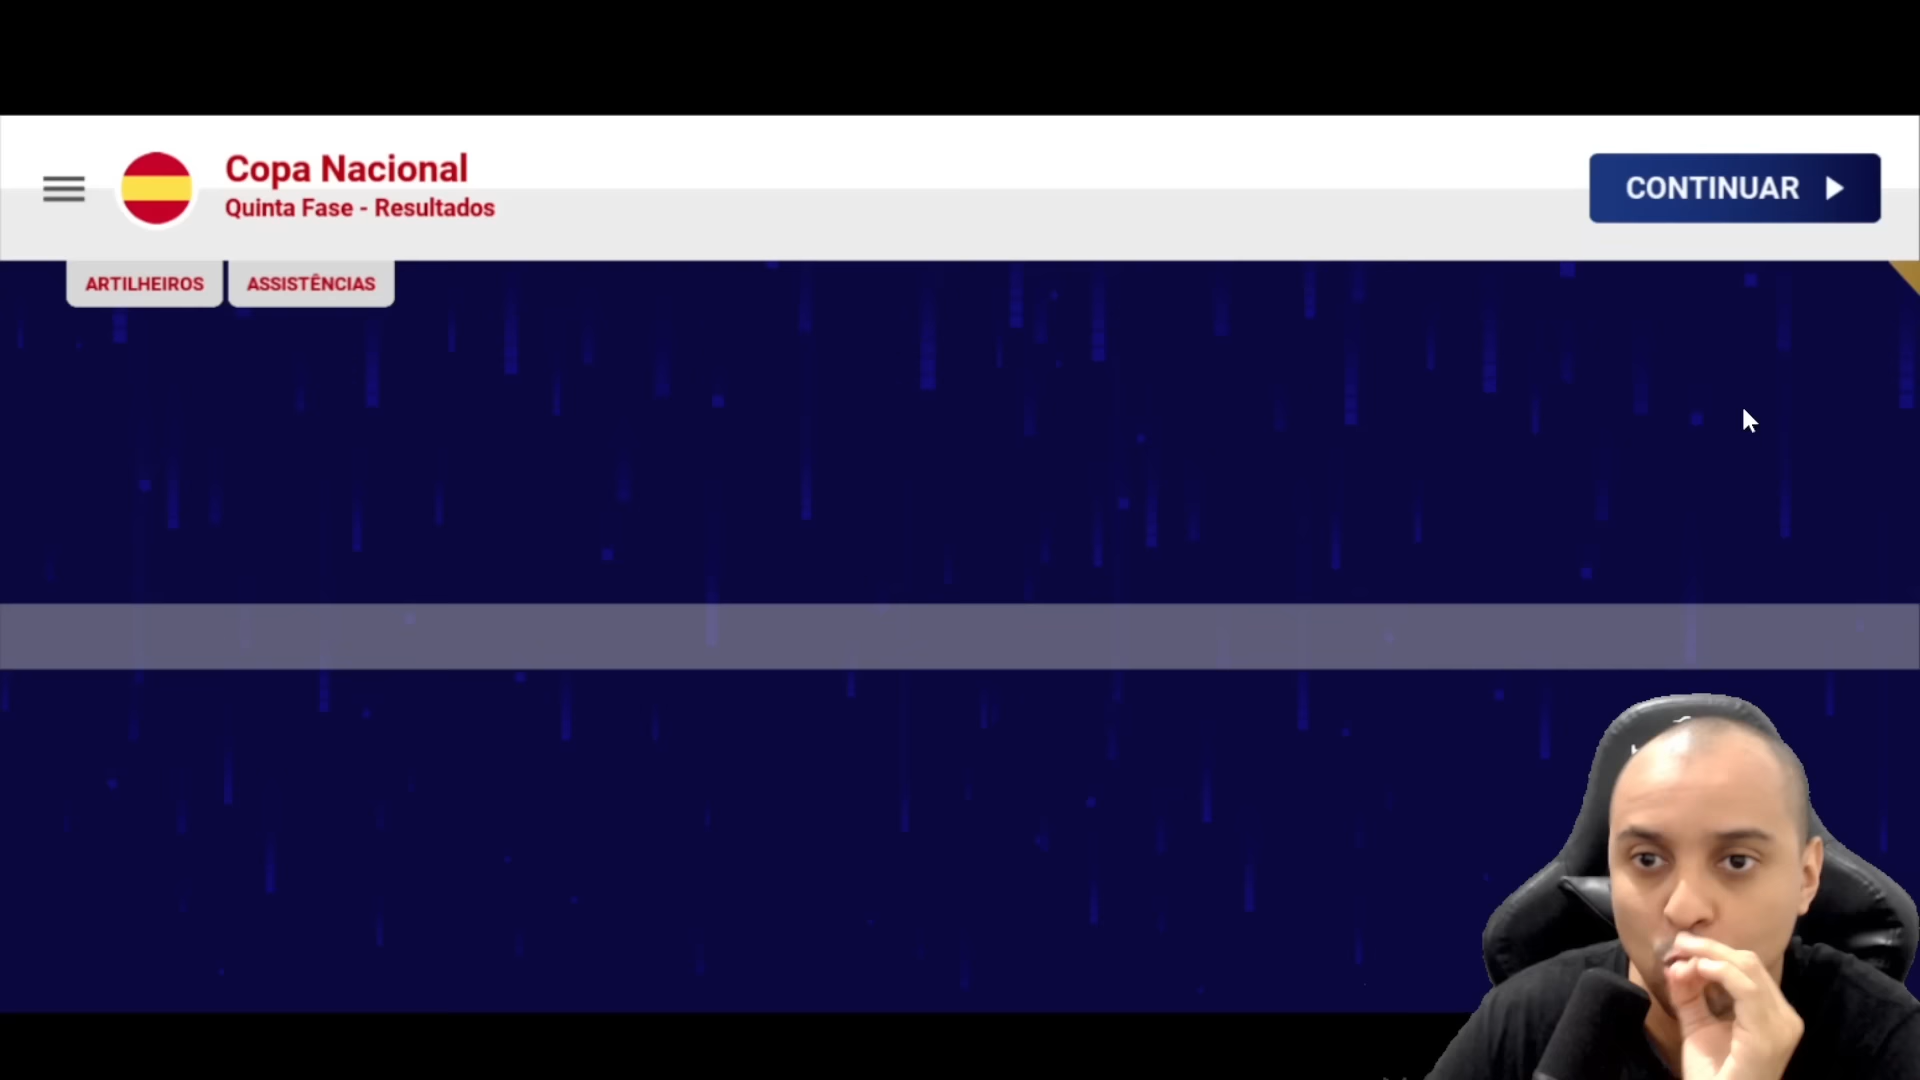 Copa Nacional
Quinta Fase - Resultados
CONTINUAR
ARTILHEIROS
ASSISTÊNCIAS